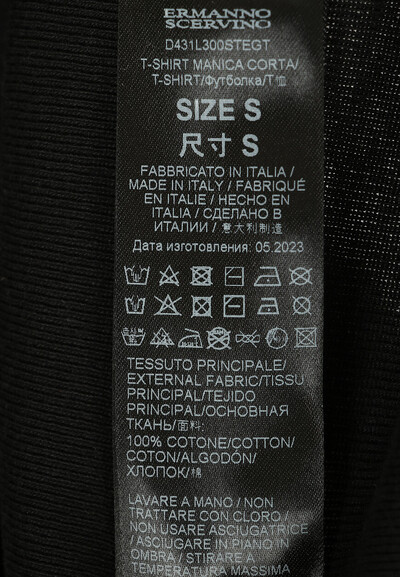 ERMANNO
SCERVINO
D431L300STEGT
T-SHIRT MANICA CORTA/
T-SHIRT/Футболка/T恤
SIZE S
尺寸 S
FABBRICATO IN ITALIA /
MADE IN ITALY / FABRIQUÉ
EN ITALIE / HECHO EN
ITALIA / СДЕЛАНО В
ИТАЛИИ / 意大利制造
Дата изготовления: 05.2023
TESSUTO PRINCIPALE/
EXTERNAL FABRIC/TISSU
PRINCIPAL/TEJIDO
PRINCIPAL/ОСНОВНАЯ
ТКАНЬ/面料:
100% COTONE/COTTON/
COTON/ALGODÓN/
ХЛОПОК/棉
LAVARE A MANO / NON
TRATTARE CON CLORO /
NON USARE ASCIUGATRICE
/ ASCIUGARE IN PIANO IN
OMBRA / STIRARE A
TEMPERATURA MASSIMA